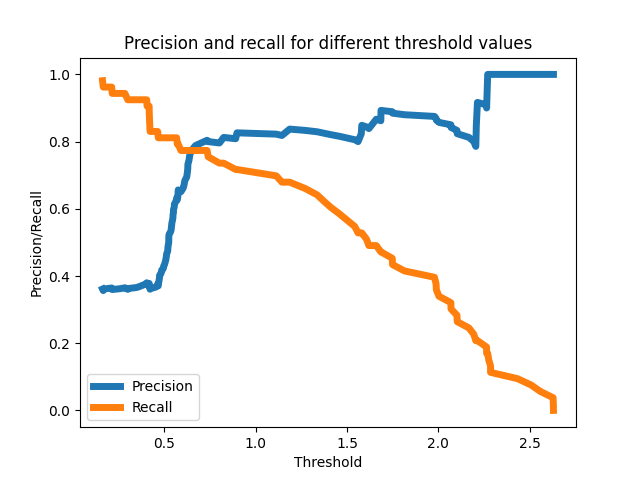 Precision and recall for different threshold values
Precision/Recall
1.0
0.8
0.6
0.4
0.2
0.0
Precision
Recall
0.5 1.0 1.5 2.0 2.5
Threshold